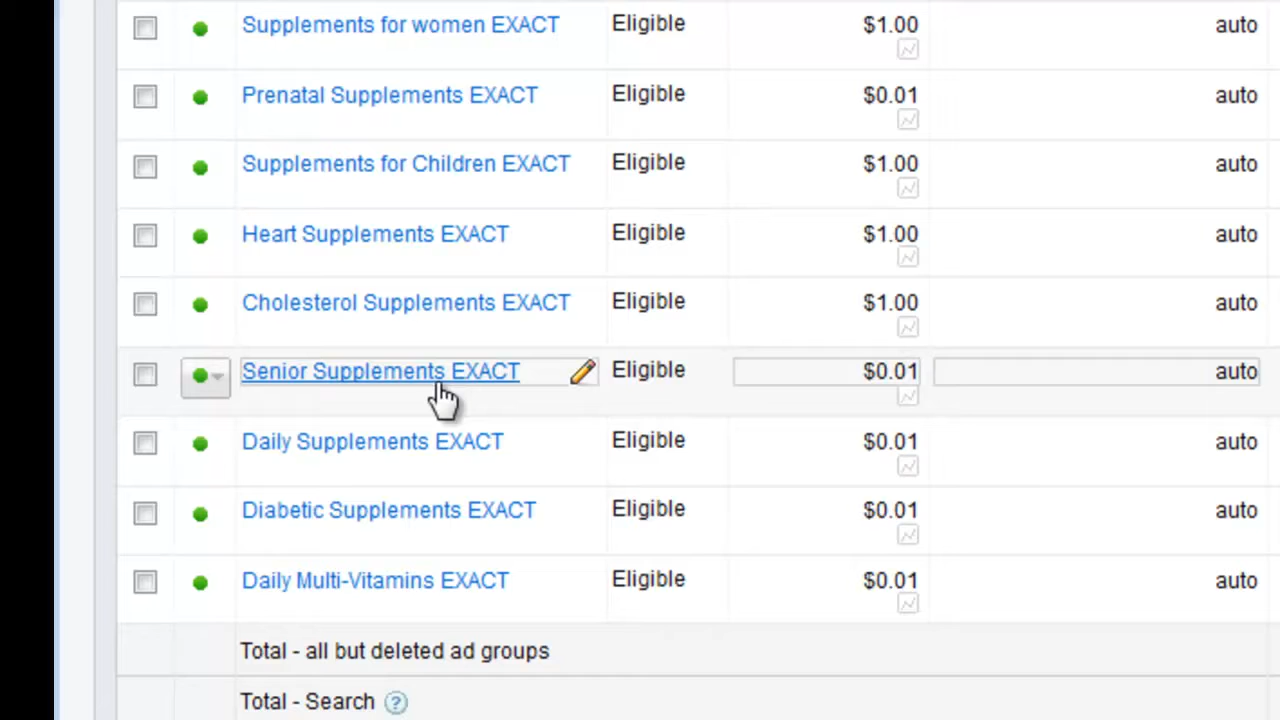 Supplements for women EXACT Eligible $1.00 auto
Prenatal Supplements EXACT Eligible $0.01 auto
Supplements for Children EXACT Eligible $1.00 auto
Heart Supplements EXACT Eligible $1.00 auto
Cholesterol Supplements EXACT Eligible $1.00 auto
Senior Supplements EXACT Eligible $0.01 auto
Daily Supplements EXACT Eligible $0.01 auto
Diabetic Supplements EXACT Eligible $0.01 auto
Daily Multi-Vitamins EXACT Eligible $0.01 auto
Total - all but deleted ad groups
Total - Search ?